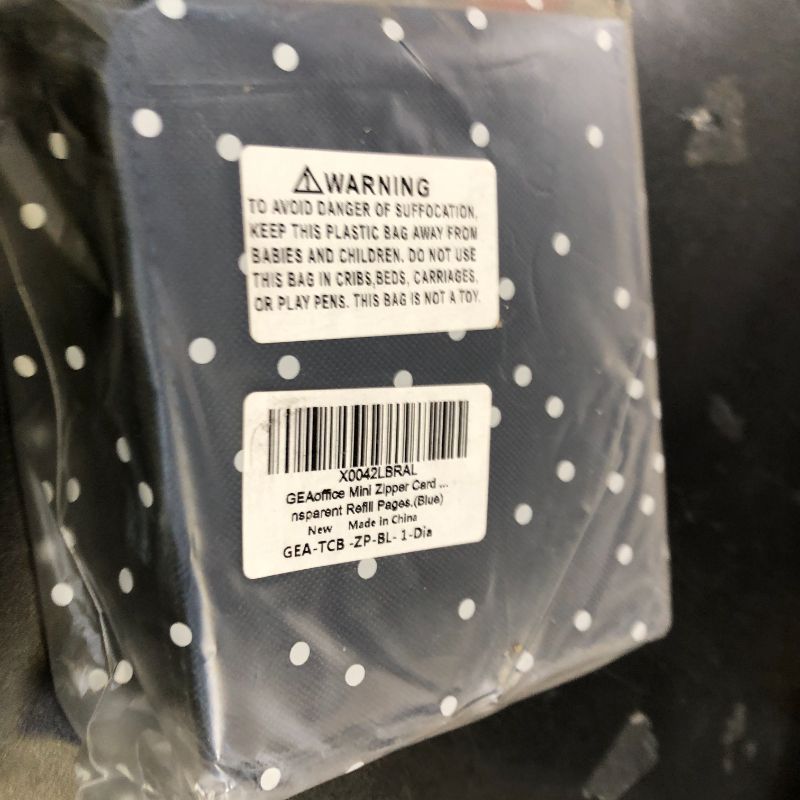 ⚠WARNING
TO AVOID DANGER OF SUFFOCATION,
KEEP THIS PLASTIC BAG AWAY FROM
BABIES AND CHILDREN. DO NOT USE
THIS BAG IN CRIBS,BEDS, CARRIAGES,
OR PLAY PENS. THIS BAG IS NOT A TOY.
X0042LBRAL
GEAoffice Mini Zipper Card ...
nsparent Refill Pages.(Blue)
New Made in China
GEA-TCB -ZP-BL- 1-Dia